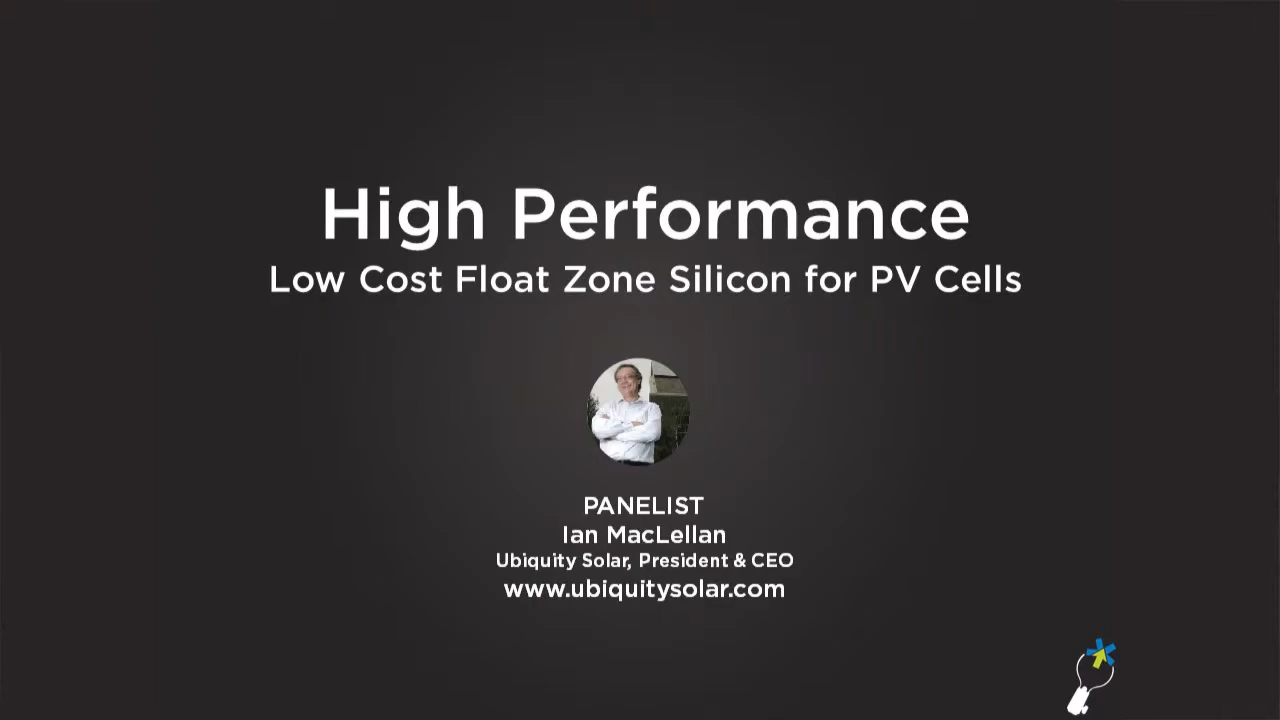 High Performance
Low Cost Float Zone Silicon for PV Cells
PANELIST
Ian MacLellan
Ubiquity Solar, President & CEO
www.ubiquitysolar.com